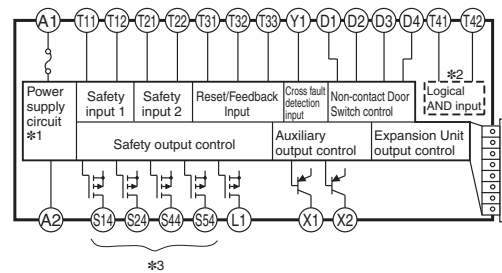 A1 T11 T12 T21 T22 T31 T32 T33 Y1 D1 D2 D3 D4 T41 T42
*2
Power
supply
circuit
*1
Safety
input 1
Safety
input 2
Reset/Feedback
Input
Cross fault
detection
input
Non-contact Door
Switch control
Logical
AND input
Safety output control
Auxiliary
output control
Expansion Unit
output control
A2 S14 S24 S44 S54 L1 X1 X2
*3